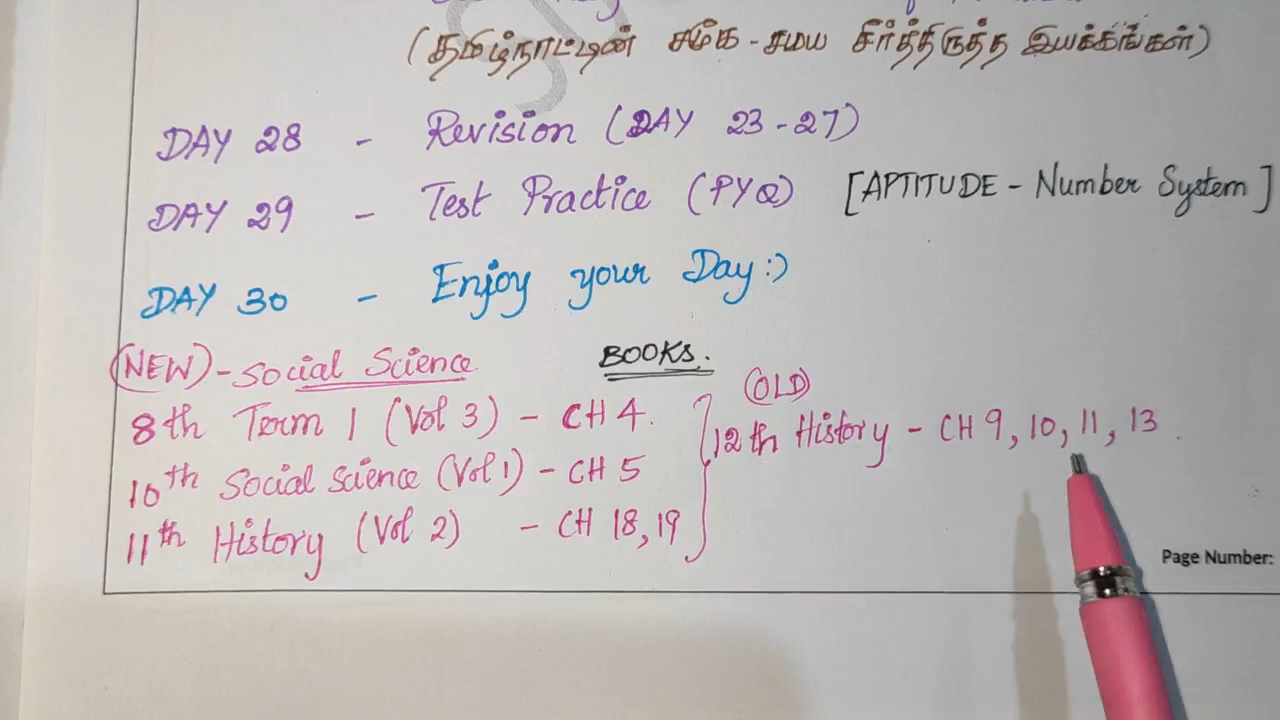 (தமிழ்நாட்டின் சமூக - சமய சீர்த்திருத்த இயக்கங்கள்)
DAY 28 - Revision (DAY 23-27)
DAY 29 - Test Practice (PYQ) [APTITUDE - Number System]
DAY 30 - Enjoy your Day:)
(NEW) - Social Science BOOKS.
(OLD)
8th Term 1 (Vol 3) - CH 4. 12th History - CH 9, 10, 11, 13
10th Social Science (Vol 1) - CH 5
11th History (Vol 2) - CH 18, 19
Page Number: